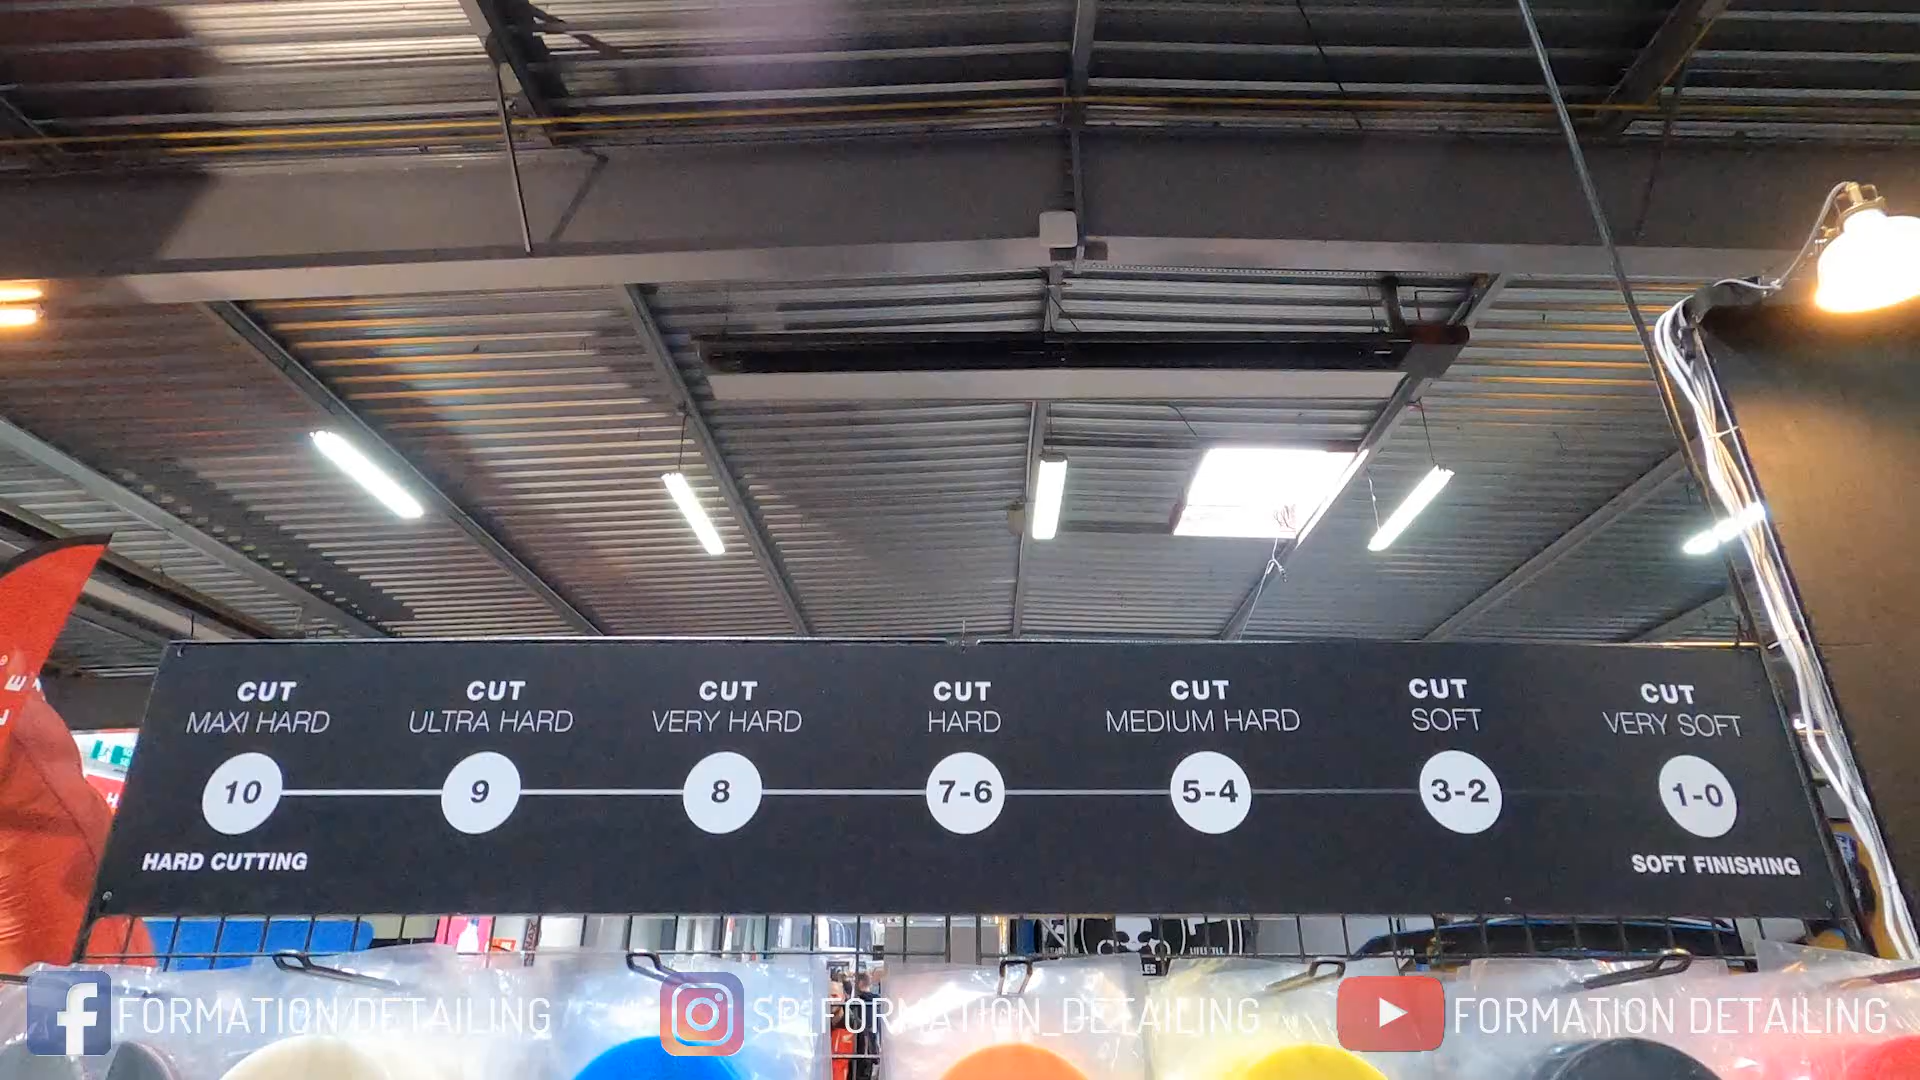 CUT
MAXI HARD
10
HARD CUTTING
CUT
ULTRA HARD
9
CUT
VERY HARD
8
CUT
HARD
7-6
CUT
MEDIUM HARD
5-4
CUT
SOFT
3-2
CUT
VERY SOFT
1-0
SOFT FINISHING
FORMATION DETAILING
SP_FORMATION_DETAILING
FORMATION DETAILING